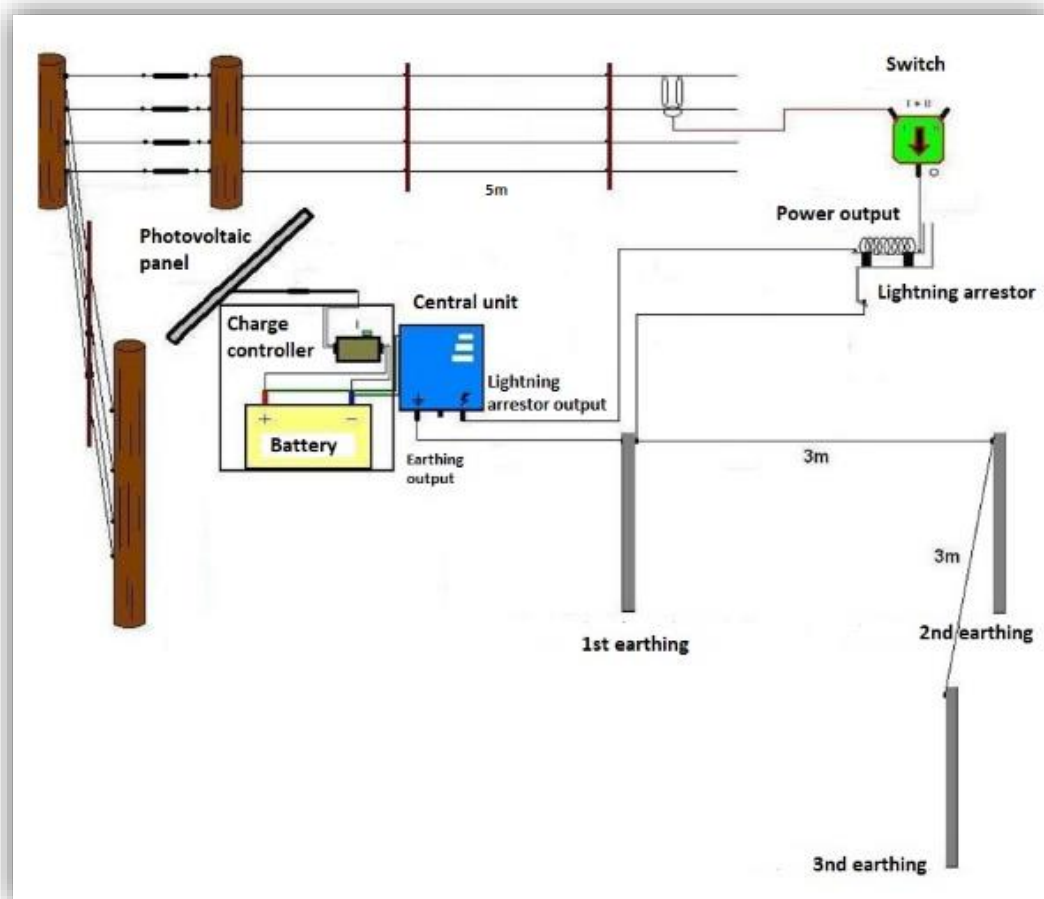 Switch
I + II
O
5m
Power output
Photovoltaic
panel
Lightning arrestor
Central unit
Charge
controller
I
Lightning
arrestor output
+ −
Battery
Earthing
output
3m
3m
1st earthing
2nd earthing
3nd earthing